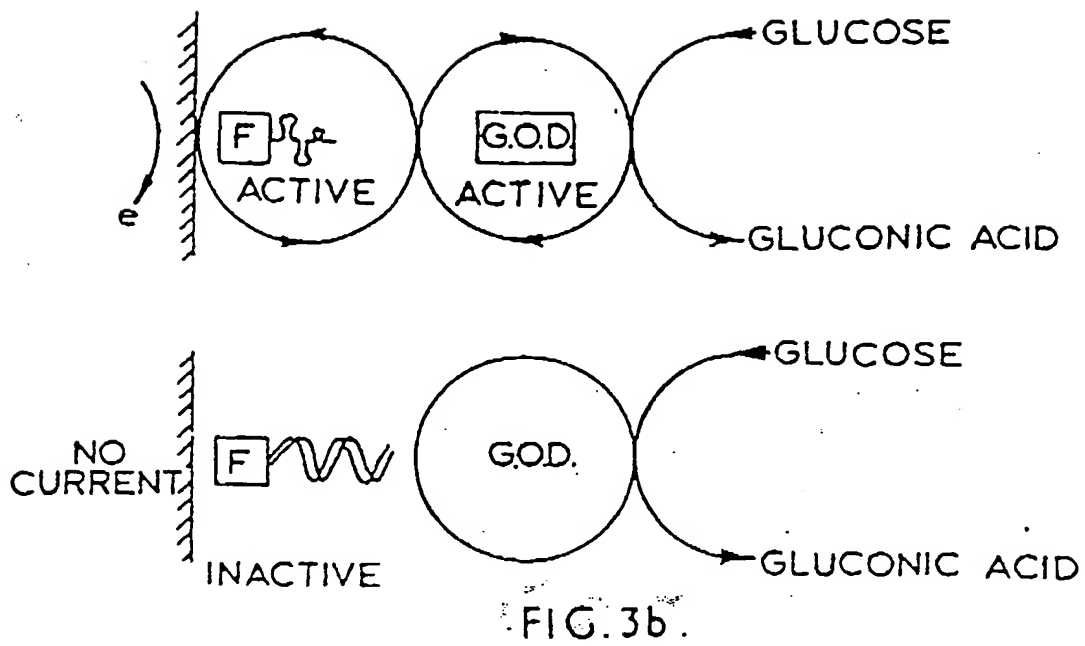 GLUCOSE
F
G.O.D.
ACTIVE
ACTIVE
e
GLUCONIC ACID
GLUCOSE
NO
CURRENT
F
G.O.D.
INACTIVE
GLUCONIC ACID
FIG. 3b.